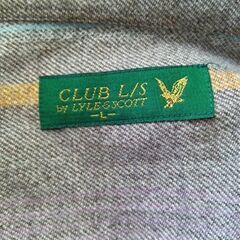 CLUB L/S
by LYLE & SCOTT
-L-